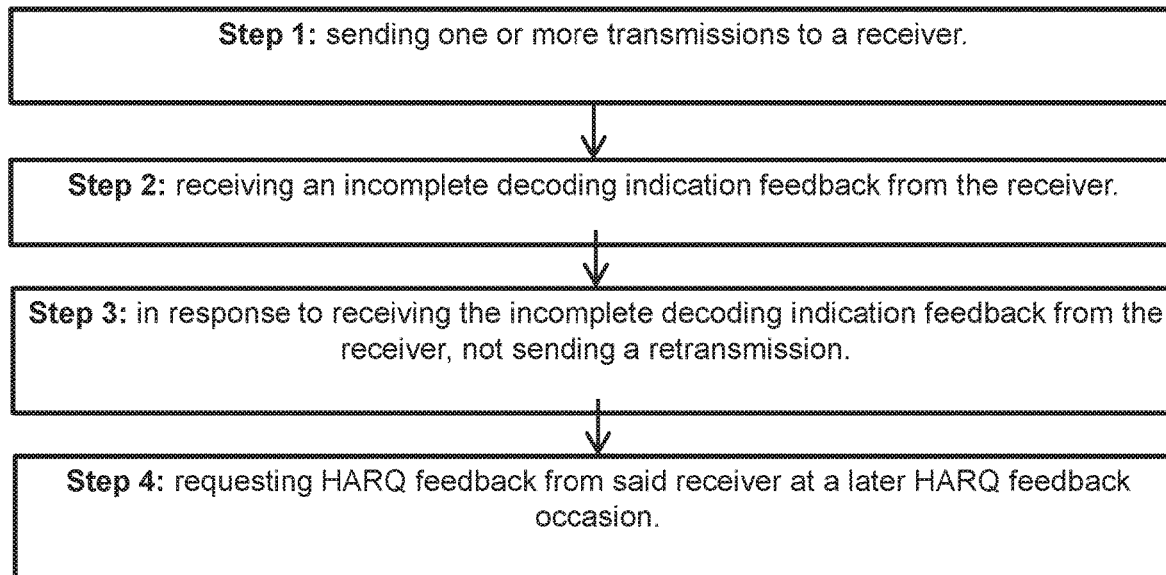 Step 1: sending one or more transmissions to a receiver.
Step 2: receiving an incomplete decoding indication feedback from the receiver.
Step 3: in response to receiving the incomplete decoding indication feedback from the
receiver, not sending a retransmission.
Step 4: requesting HARQ feedback from said receiver at a later HARQ feedback
occasion.